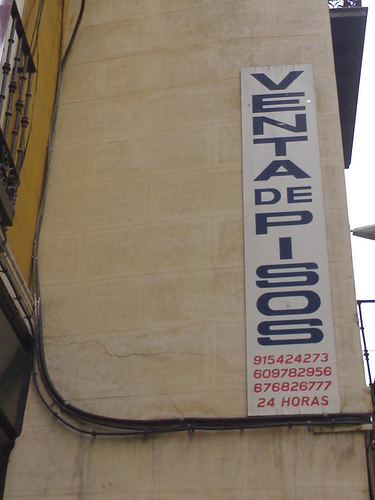 VENTA
DE
PISOS
915424273
609782956
676826777
24 HORAS